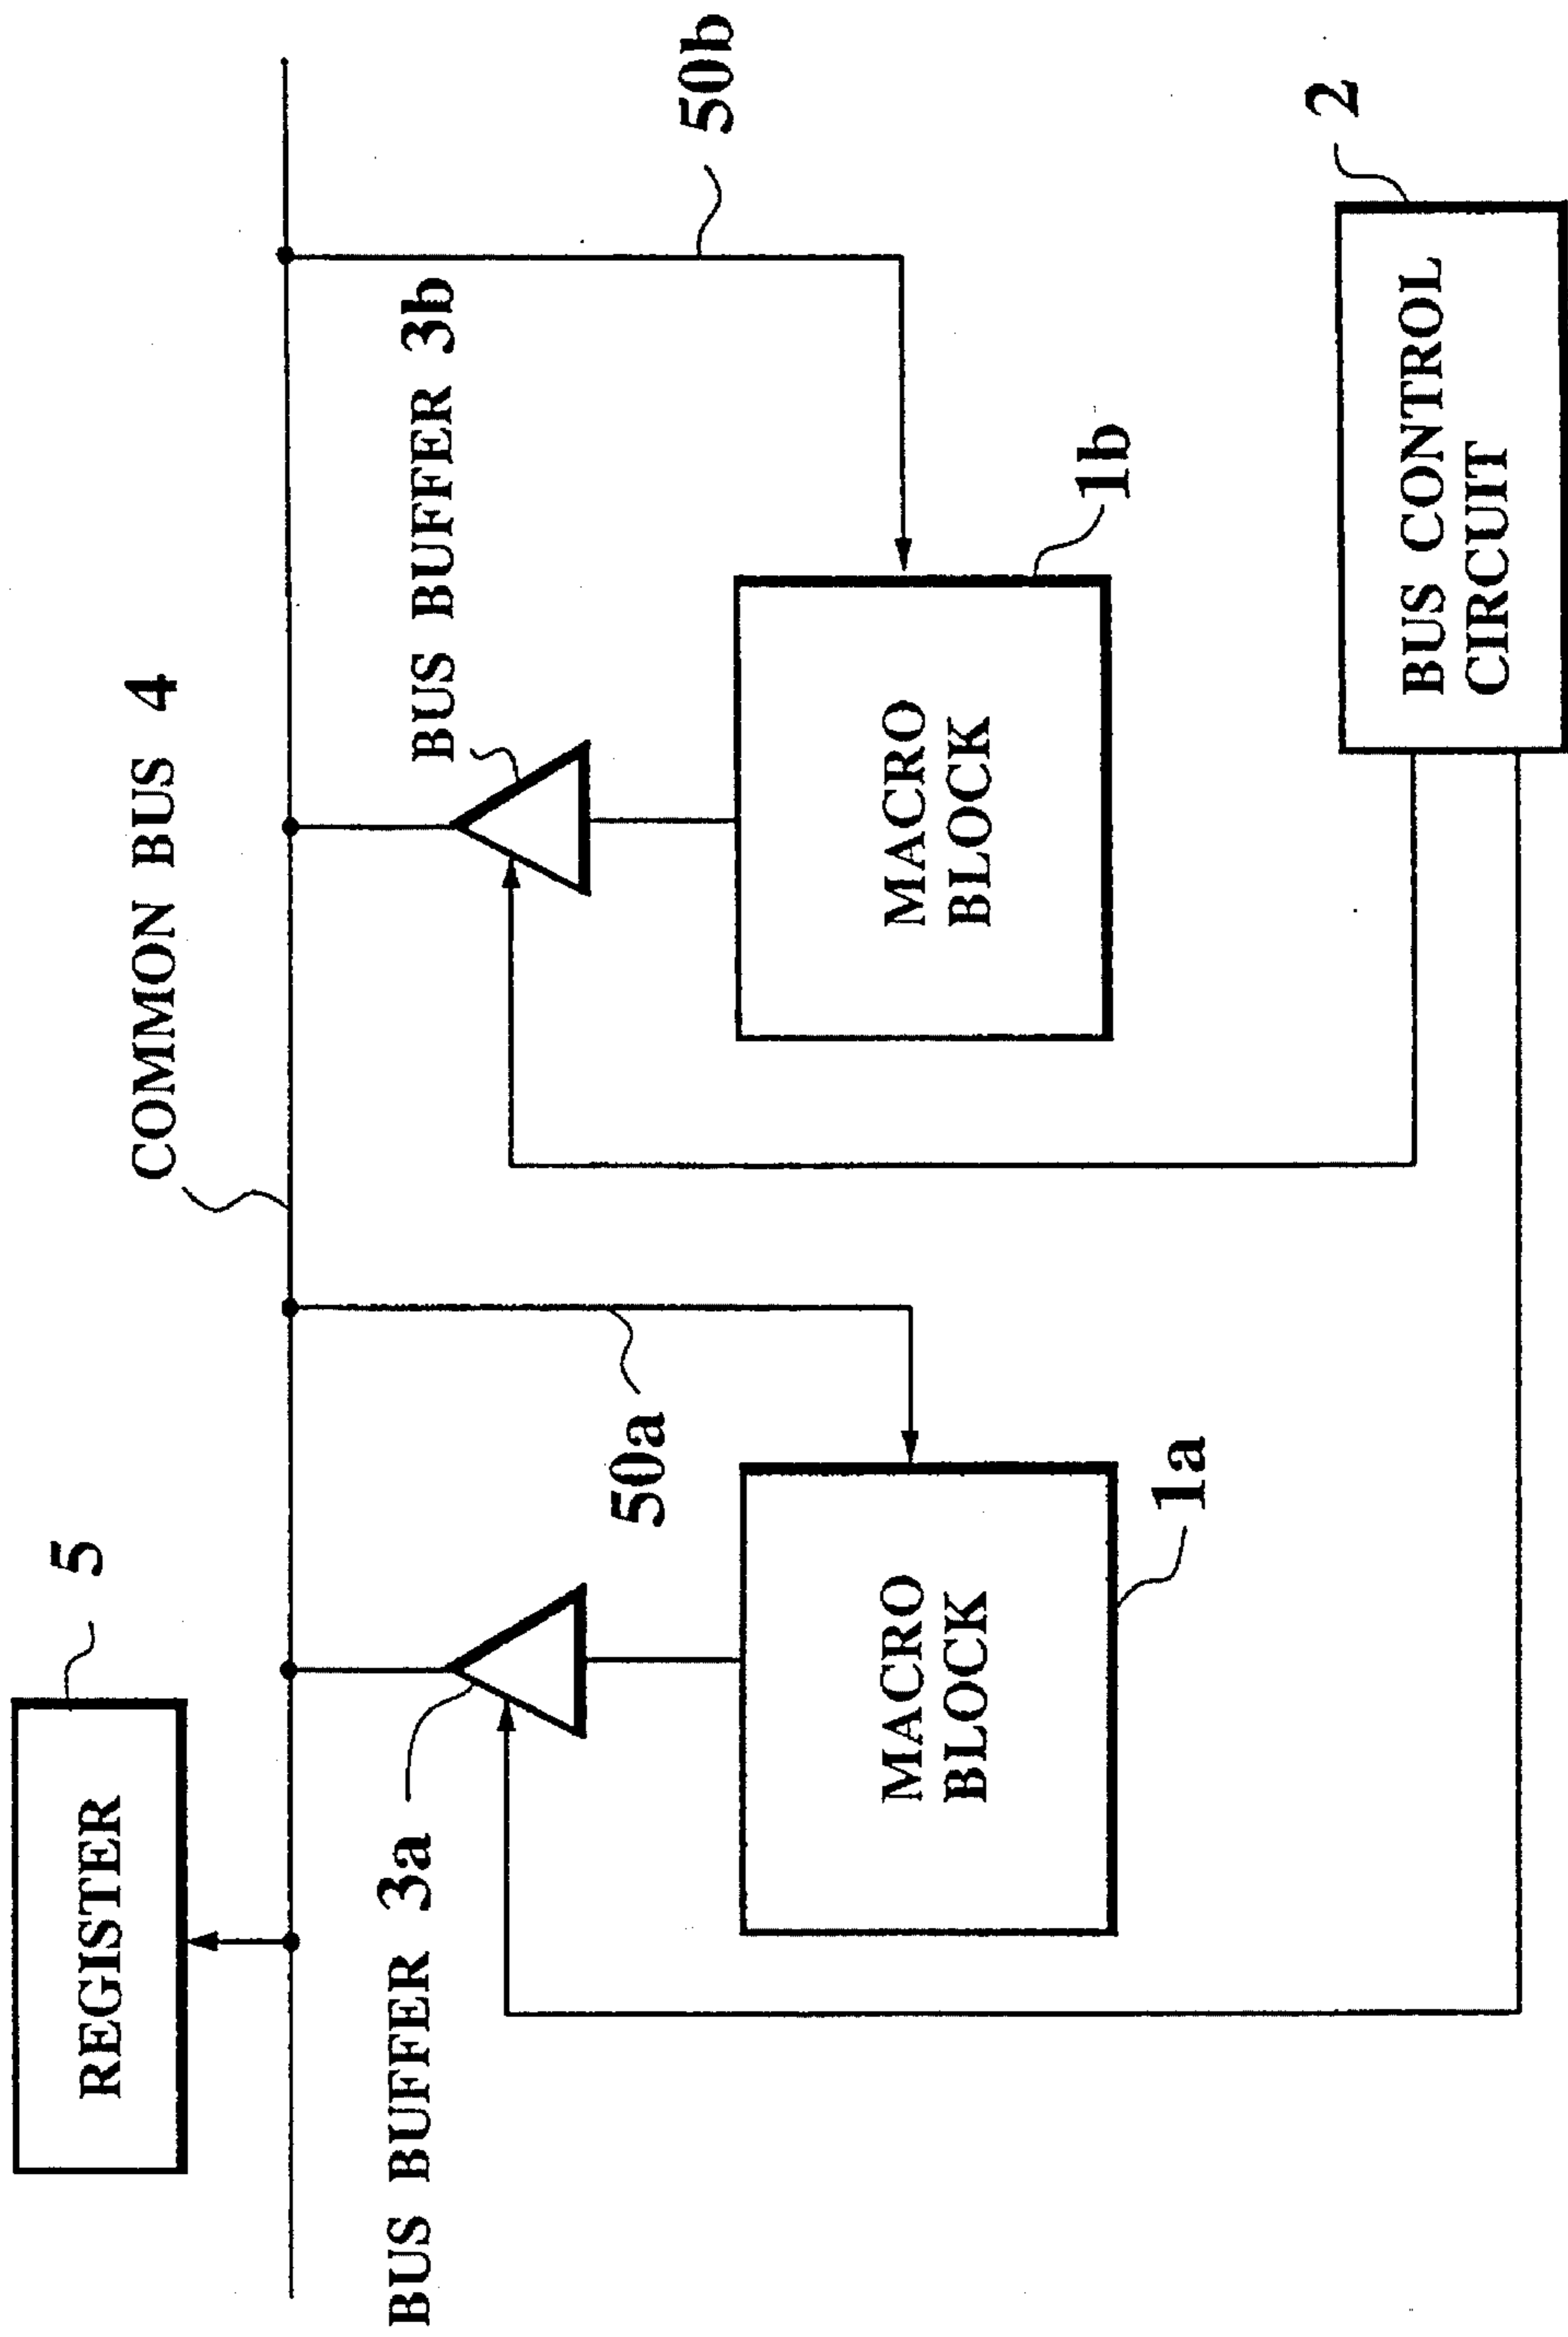 5
REGISTER
COMMON BUS 4
BUS BUFFER 3a
BUS BUFFER 3b
50a
50b
MACRO
BLOCK
MACRO
BLOCK
1a
1b
2
BUS CONTROL
CIRCUIT